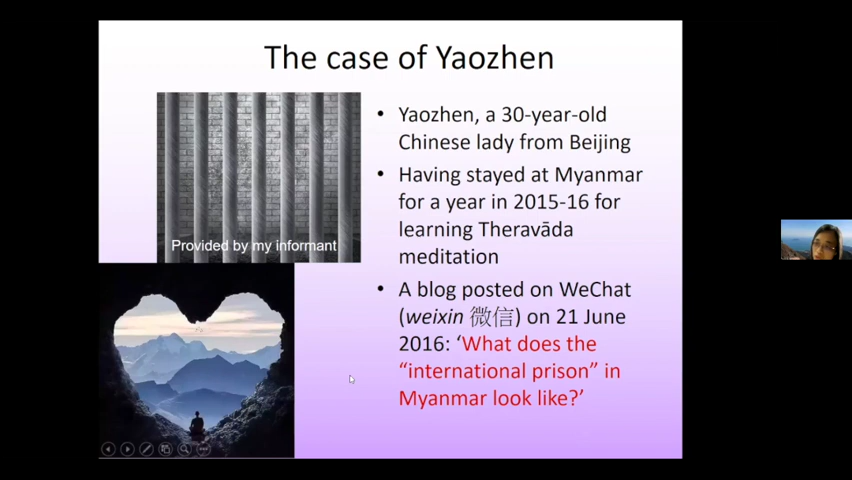 The case of Yaozhen
Provided by my informant
• Yaozhen, a 30-year-old
Chinese lady from Beijing
• Having stayed at Myanmar
for a year in 2015-16 for
learning Theravāda
meditation
• A blog posted on WeChat
(weixin 微信) on 21 June
2016: ‘What does the
“international prison” in
Myanmar look like?’